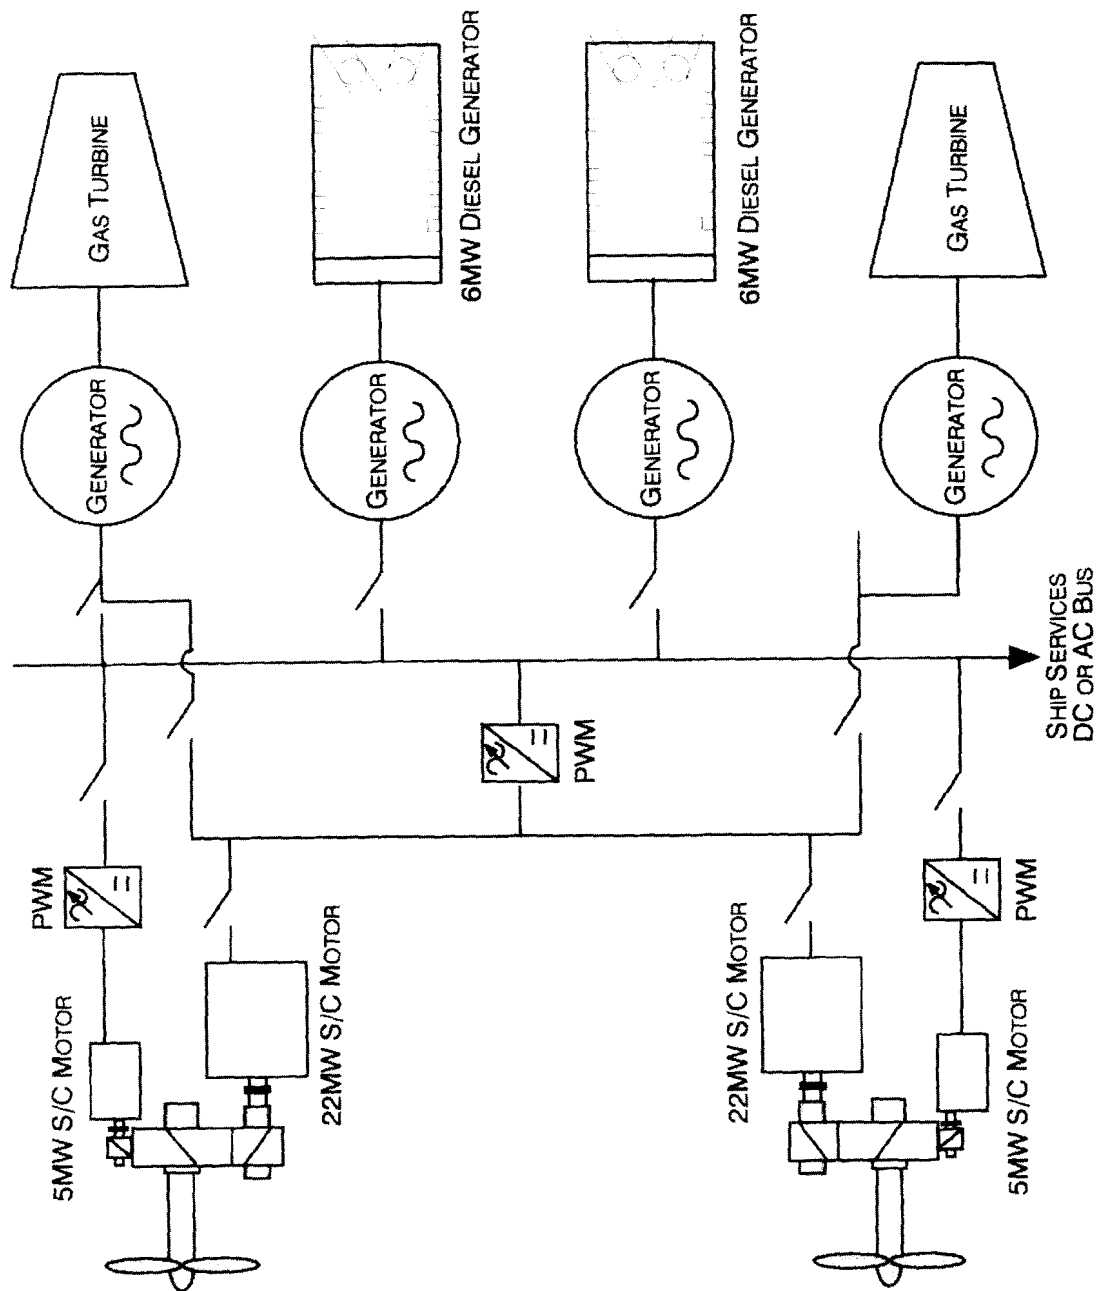 5MW S/C MOTOR
PWM
GENERATOR
GAS TURBINE
22MW S/C MOTOR
GENERATOR
6MW DIESEL GENERATOR
PWM
GENERATOR
6MW DIESEL GENERATOR
22MW S/C MOTOR
GENERATOR
GAS TURBINE
5MW S/C MOTOR
PWM
SHIP SERVICES
DC OR AC BUS